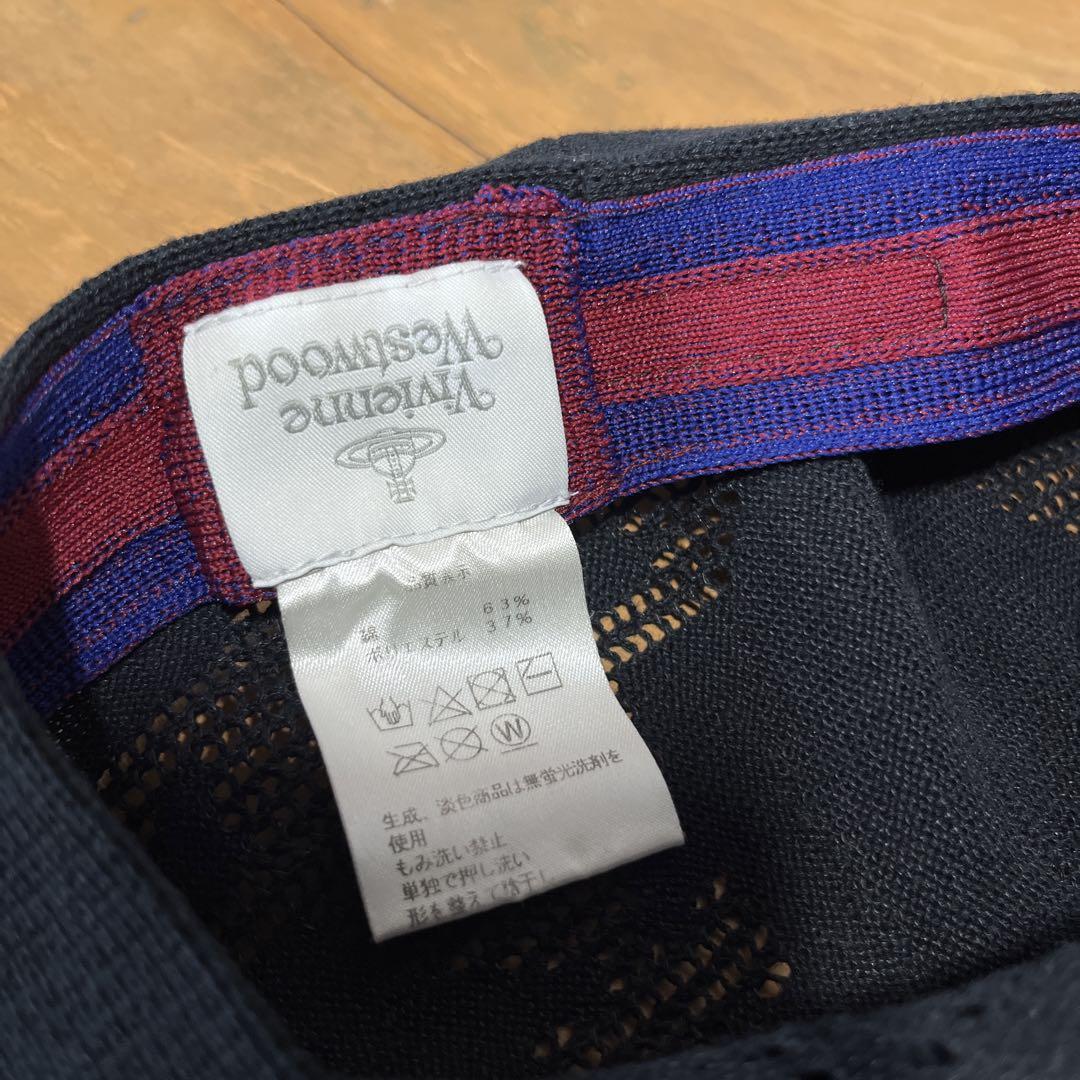 Vivienne
Westwood
品質表示
綿 63%
ポリエステル 37%
W
生成、淡色商品は無蛍光洗剤を
使用
もみ洗い禁止
単独で押し洗い
形を整えて陰干し